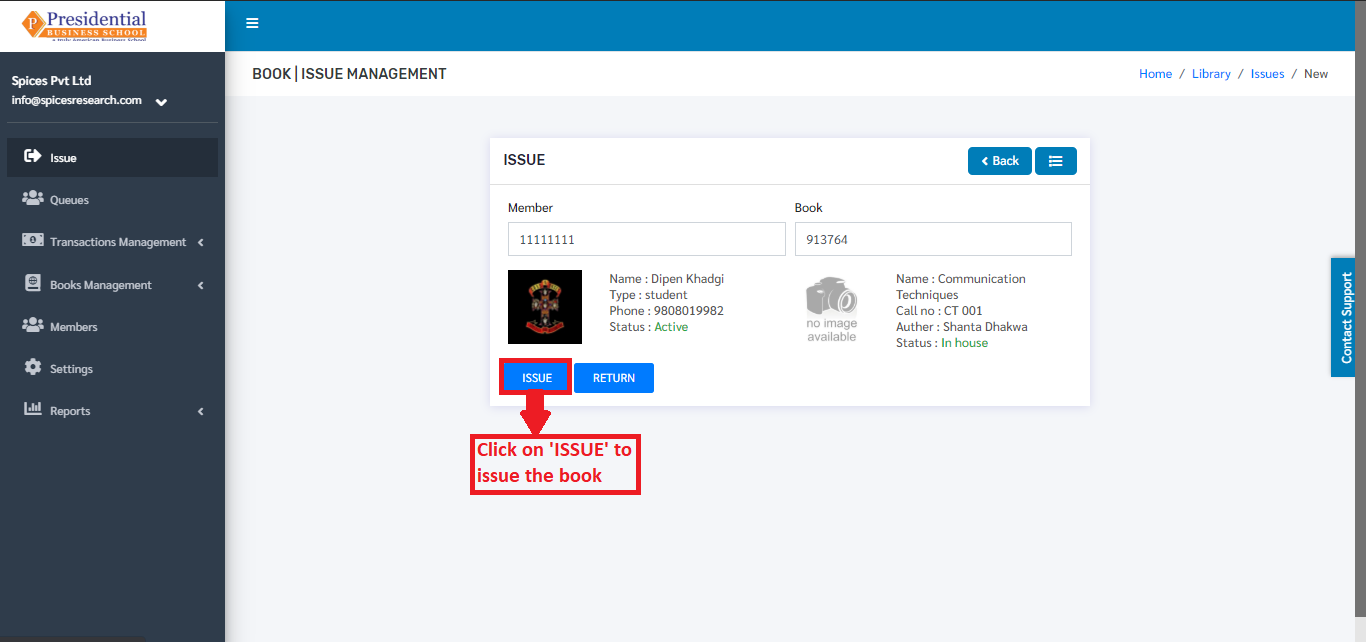 Presidential
BUSINESS SCHOOL
a truly American Business School
BOOK | ISSUE MANAGEMENT
Home / Library / Issues / New
Spices Pvt Ltd
info@spicesresearch.com
Issue
Queues
Transactions Management
Books Management
Members
Settings
Reports
ISSUE
Back
Member
Book
11111111
913764
Name : Dipen Khadgi
Type : student
Phone : 9808019982
Status : Active
no image
available
Name : Communication
Techniques
Call no : CT 001
Auther : Shanta Dhakwa
Status : In house
ISSUE
RETURN
Click on 'ISSUE' to
issue the book
Contact Support